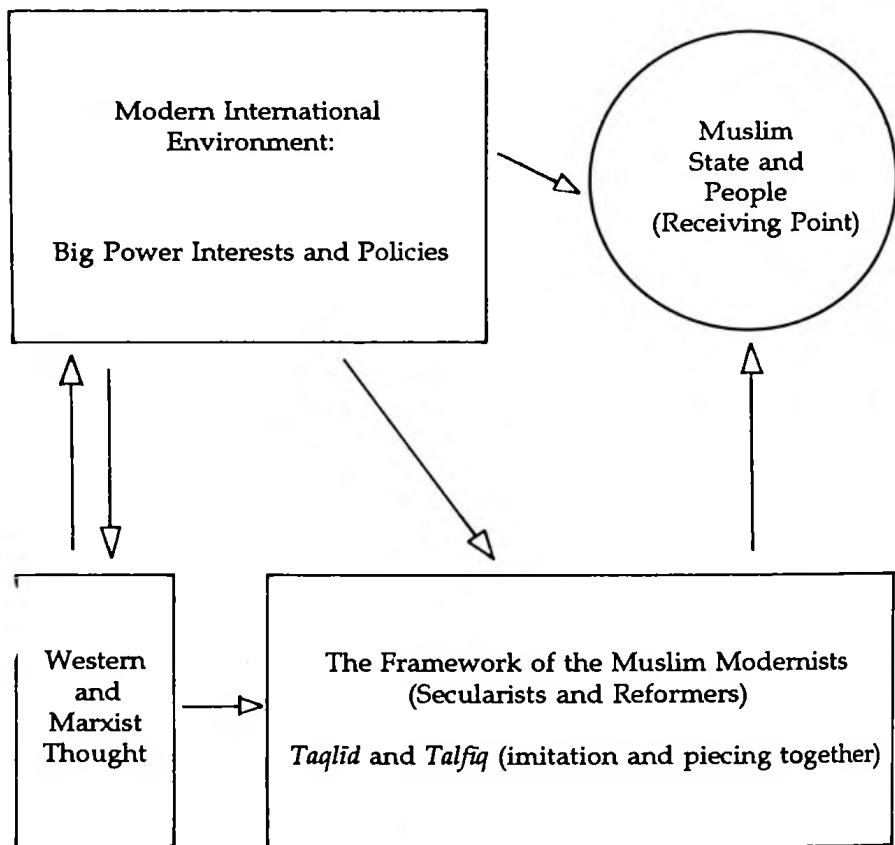 Modern International
Environment:
Big Power Interests and Policies
Muslim
State and
People
(Receiving Point)
Western
and
Marxist
Thought
The Framework of the Muslim Modernists
(Secularists and Reformers)
Taqlīd and Talfīq (imitation and piecing together)